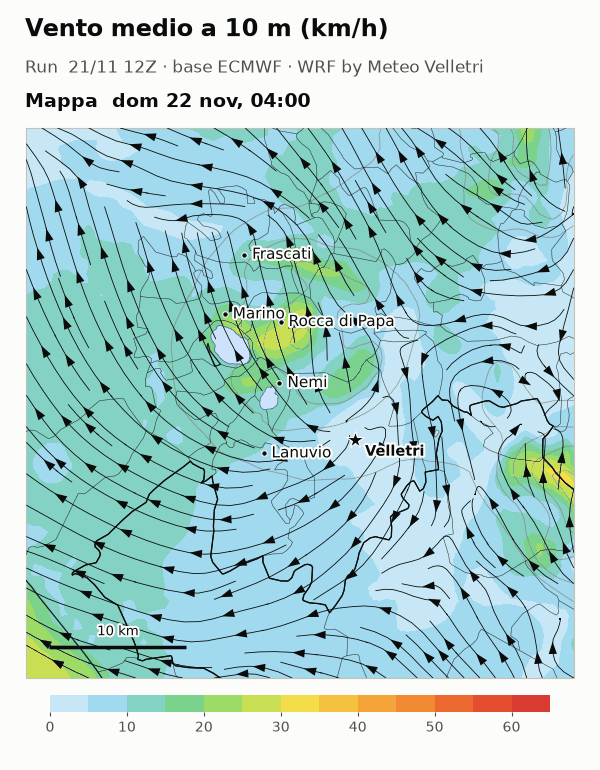 Vento medio a 10 m (km/h)
Run  21/11 12Z · base ECMWF · WRF by Meteo Velletri
Mappa  dom 22 nov, 04:00
Frascati
Marino
Rocca di Papa
Nemi
Velletri
Lanuvio
10 km
0 10 20 30 40 50 60